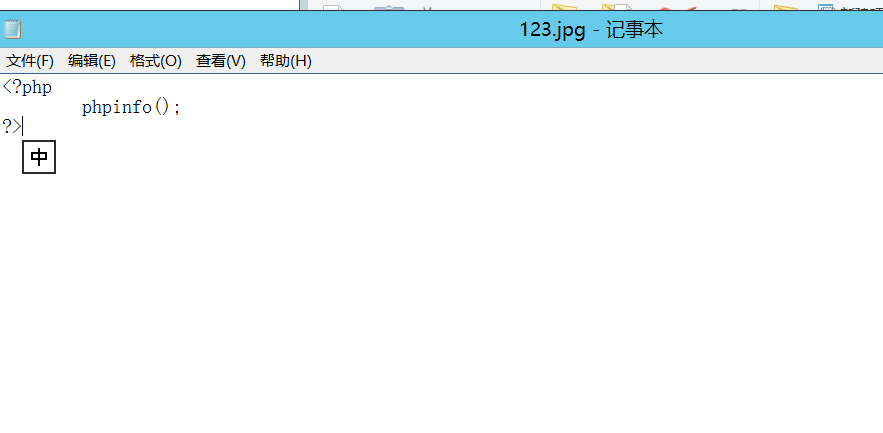 123.jpg - 记事本
文件(F) 编辑(E) 格式(O) 查看(V) 帮助(H)
<?php
phpinfo();
?>
中